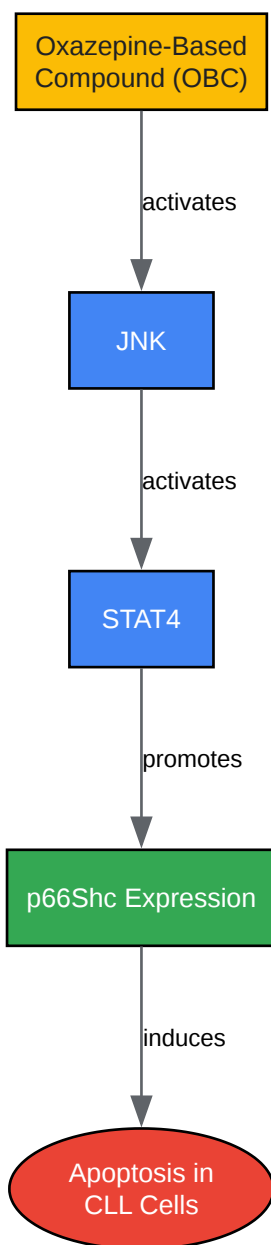 Oxazepine-Based
Compound (OBC)
activates
JNK
activates
STAT4
promotes
p66Shc Expression
induces
Apoptosis in
CLL Cells